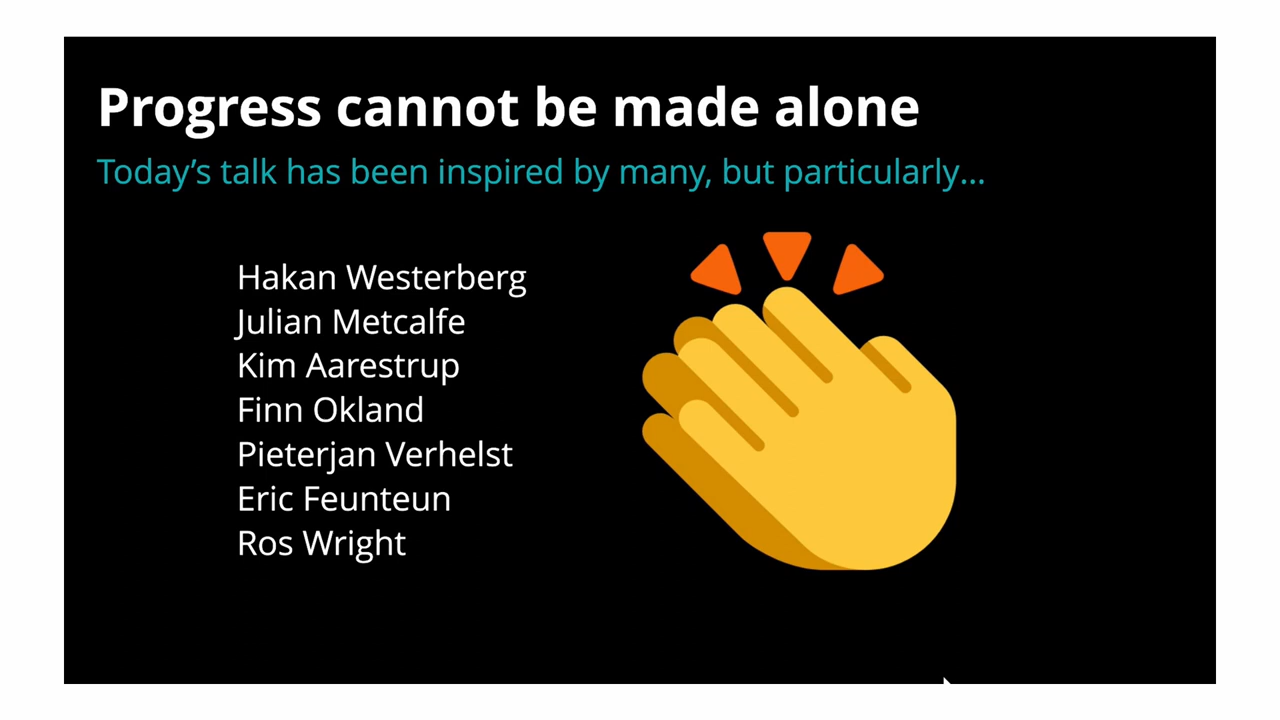 Progress cannot be made alone
Today’s talk has been inspired by many, but particularly...
Hakan Westerberg
Julian Metcalfe
Kim Aarestrup
Finn Okland
Pieterjan Verhelst
Eric Feunteun
Ros Wright